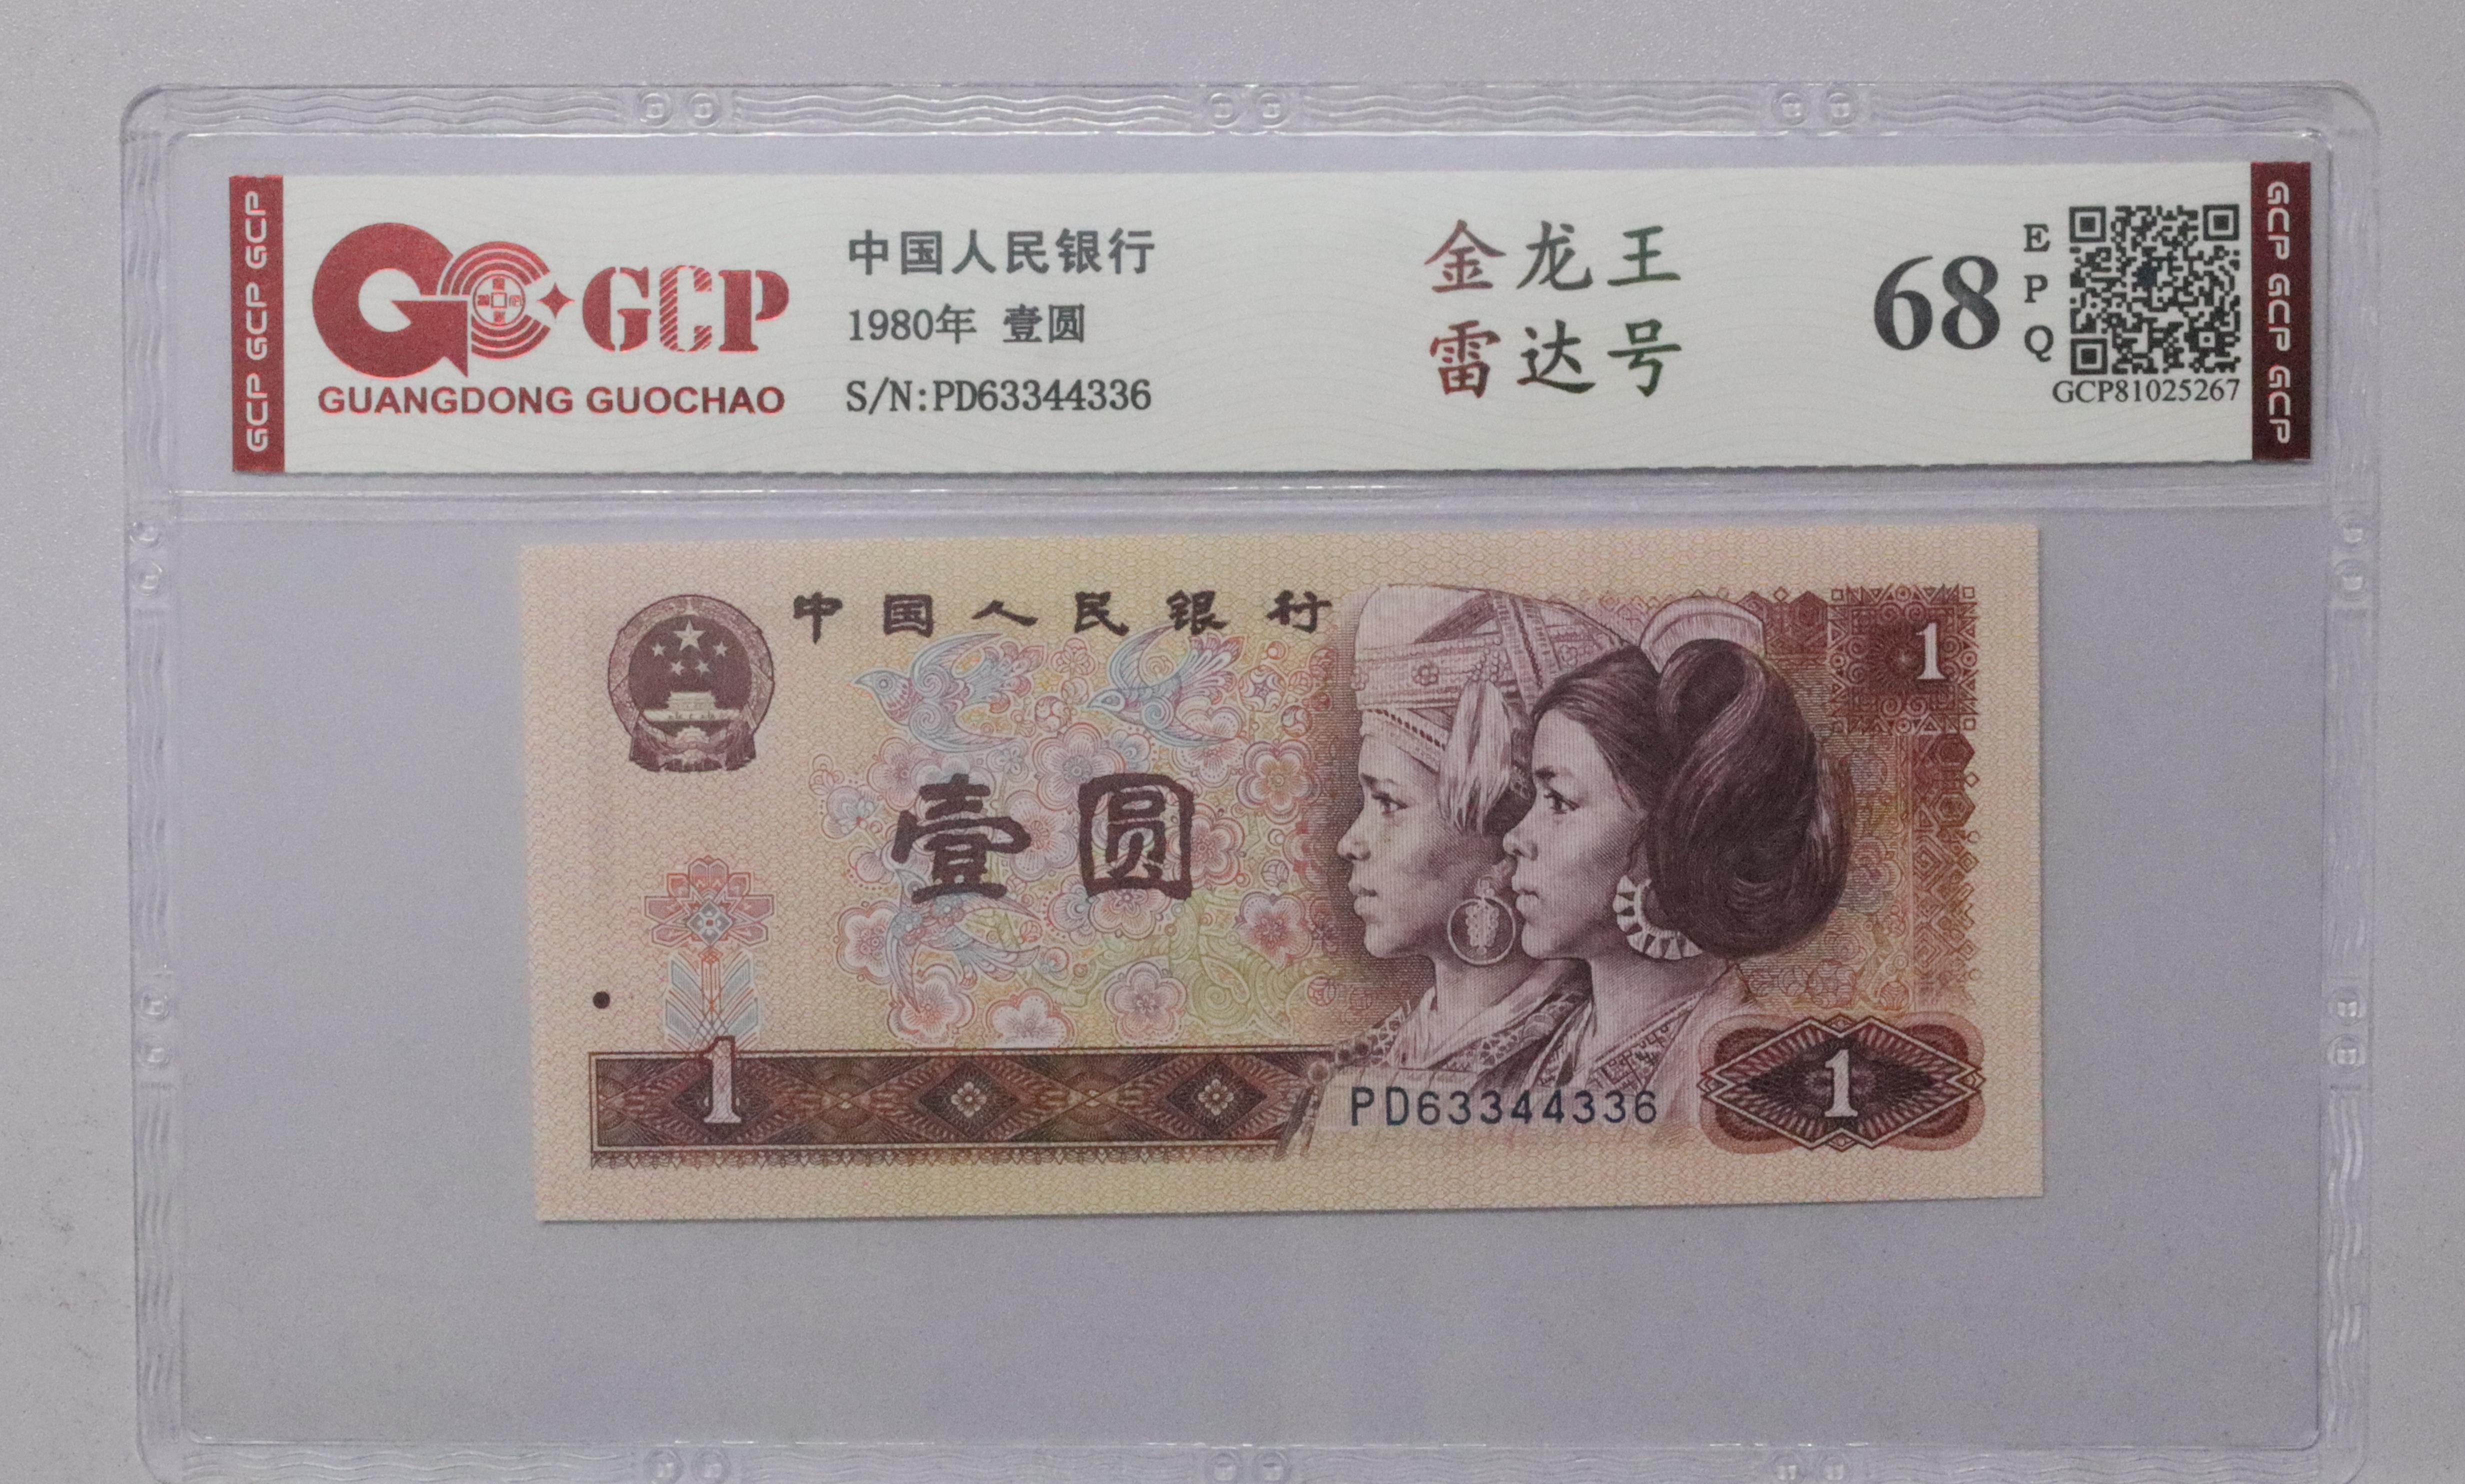 GCP GCP GCP
GCP
GUANGDONG GUOCHAO
中国人民银行
1980年 壹圆
S/N:PD63344336
金龙王
雷达号
68
E
P
Q
GCP81025267
GCP GCP GCP
中国人民银行
1
壹圆
1
PD63344336
1